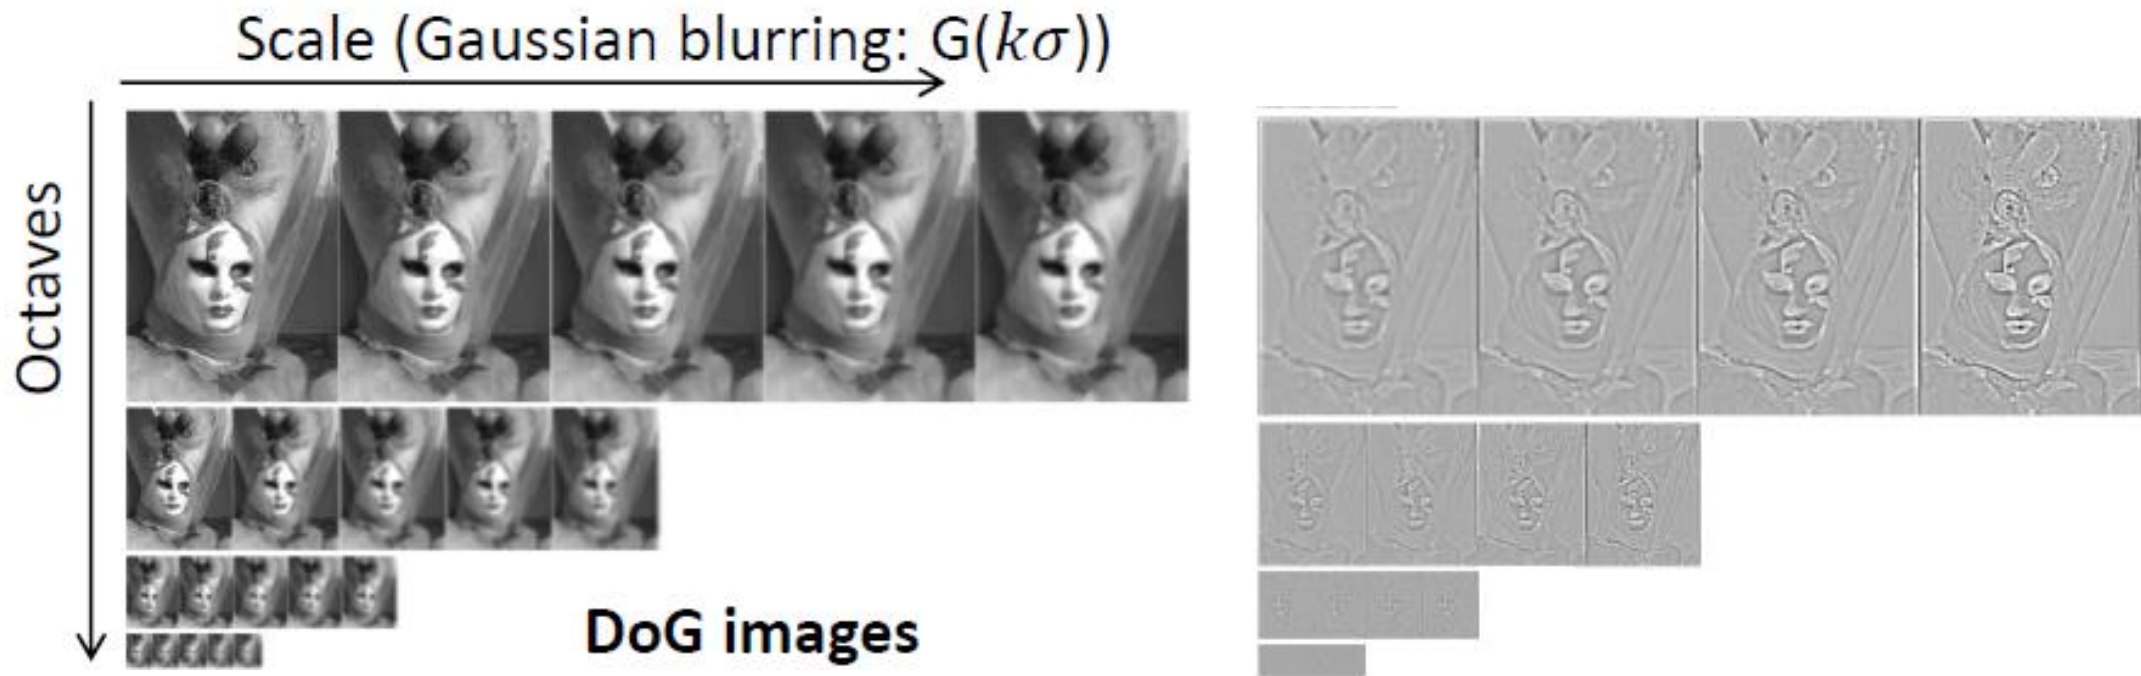 Scale (Gaussian blurring: G(kσ))
Octaves
DoG images